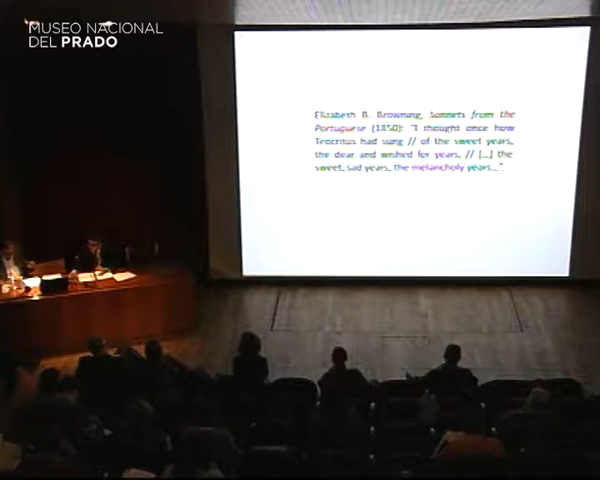 MUSEO NACIONAL
DEL PRADO
Elizabeth B. Browning, Sonnets from the
Portuguese (1850): "I thought once how
Teocritus had sung // of the sweet years,
the dear and wished for years, // [...] the
sweet, sad years, the melancholy years..."